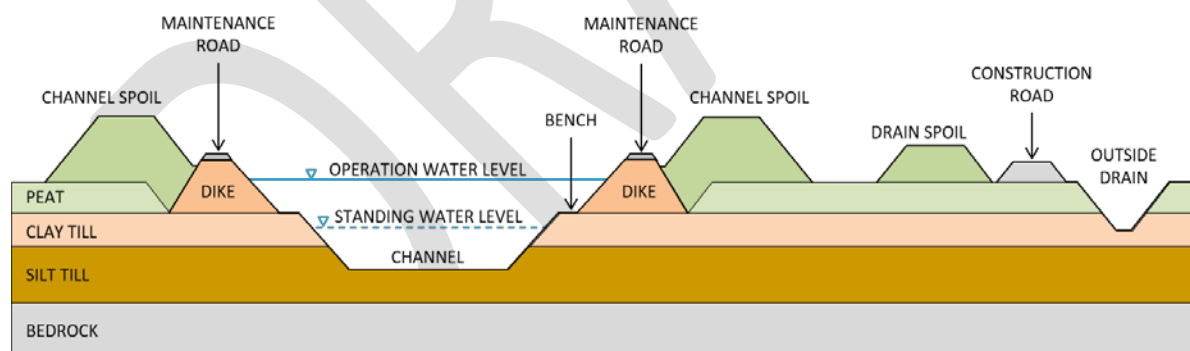 MAINTENANCE
ROAD
MAINTENANCE
ROAD
CONSTRUCTION
ROAD
CHANNEL SPOIL
CHANNEL SPOIL
BENCH
DRAIN SPOIL
OUTSIDE
DRAIN
OPERATION WATER LEVEL
DIKE
DIKE
PEAT
STANDING WATER LEVEL
CLAY TILL
CHANNEL
SILT TILL
BEDROCK